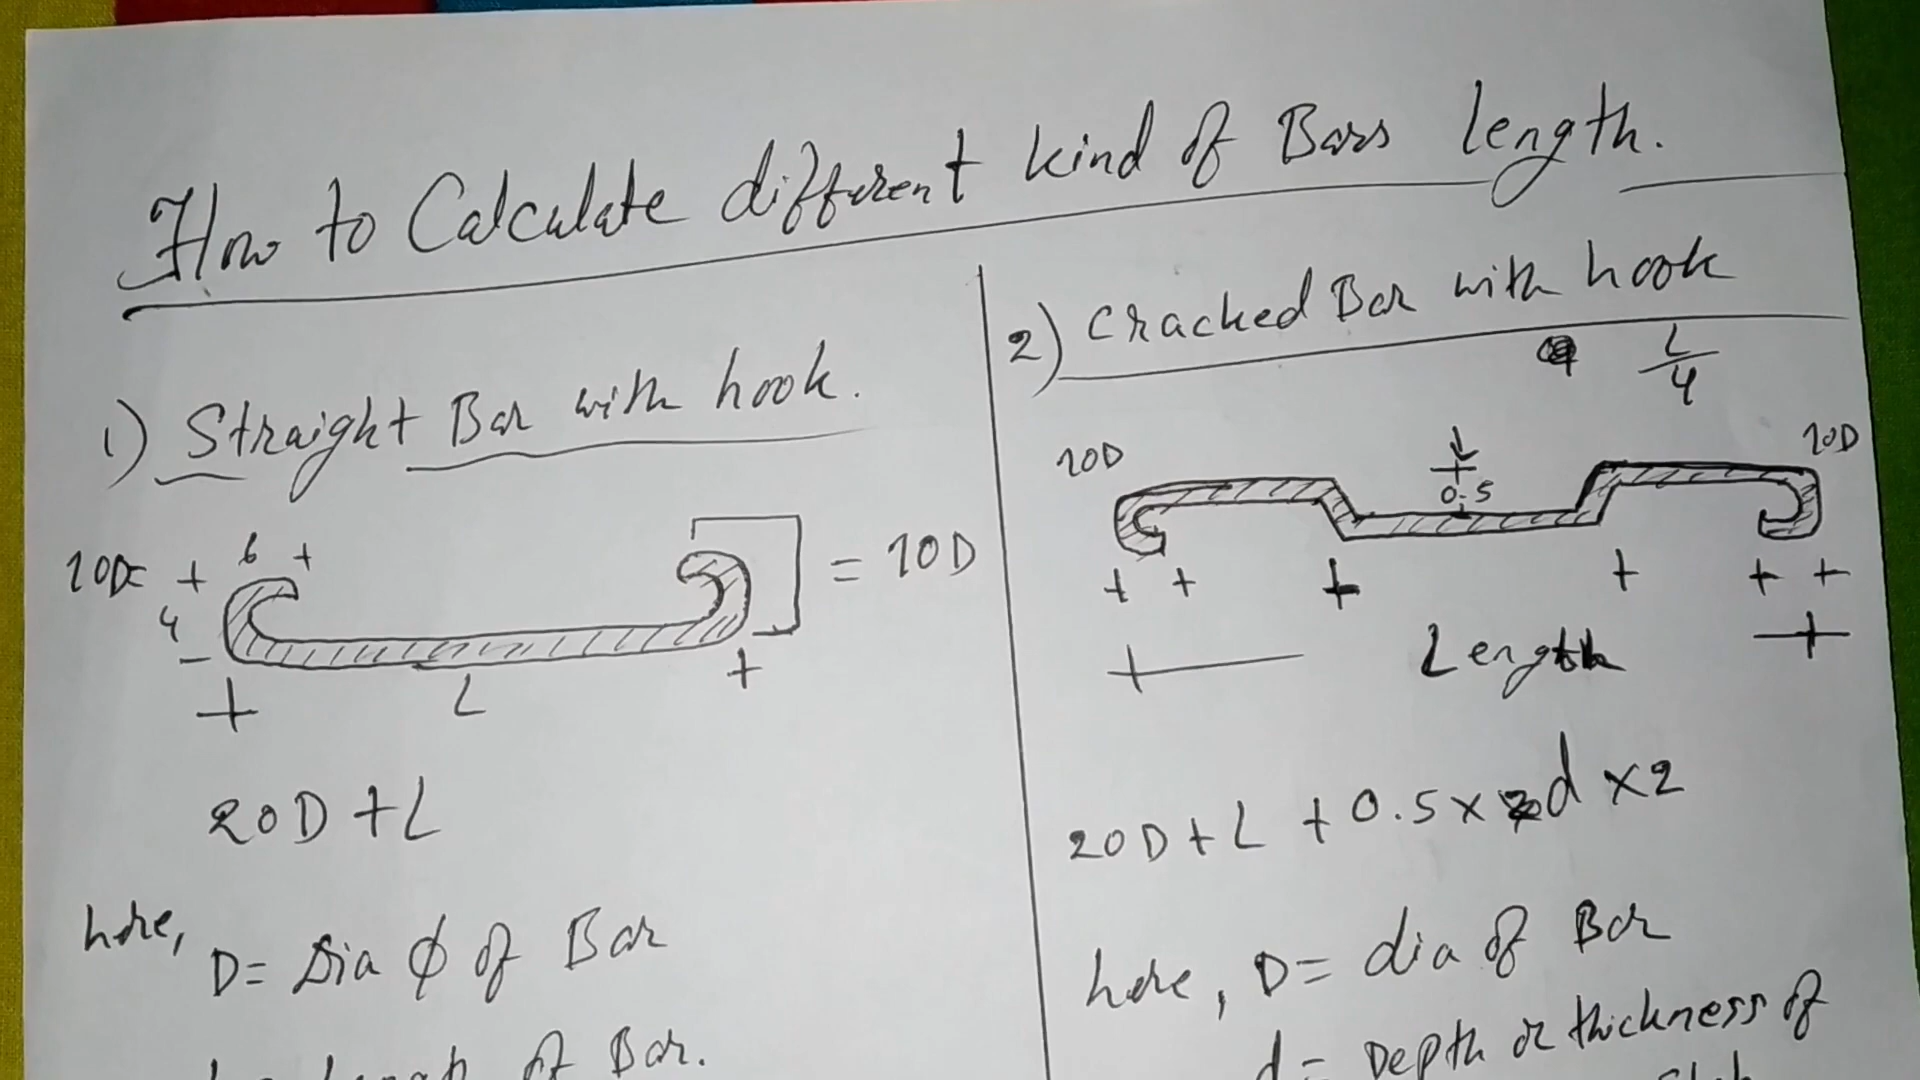 How to Calculate different kind of Bars length.
1) Straight Bar with hook.
10D= + 6 +
4
= 10D
L
20D + L
here,
D = Dia ϕ of Bar
of Bar.
2) Cracked Bar with hook
L/4
10D
0.5
10D
+ + + + + +
Length
20D + L + 0.5 x d x 2
here, D = dia of Bar
d = Depth or thickness of